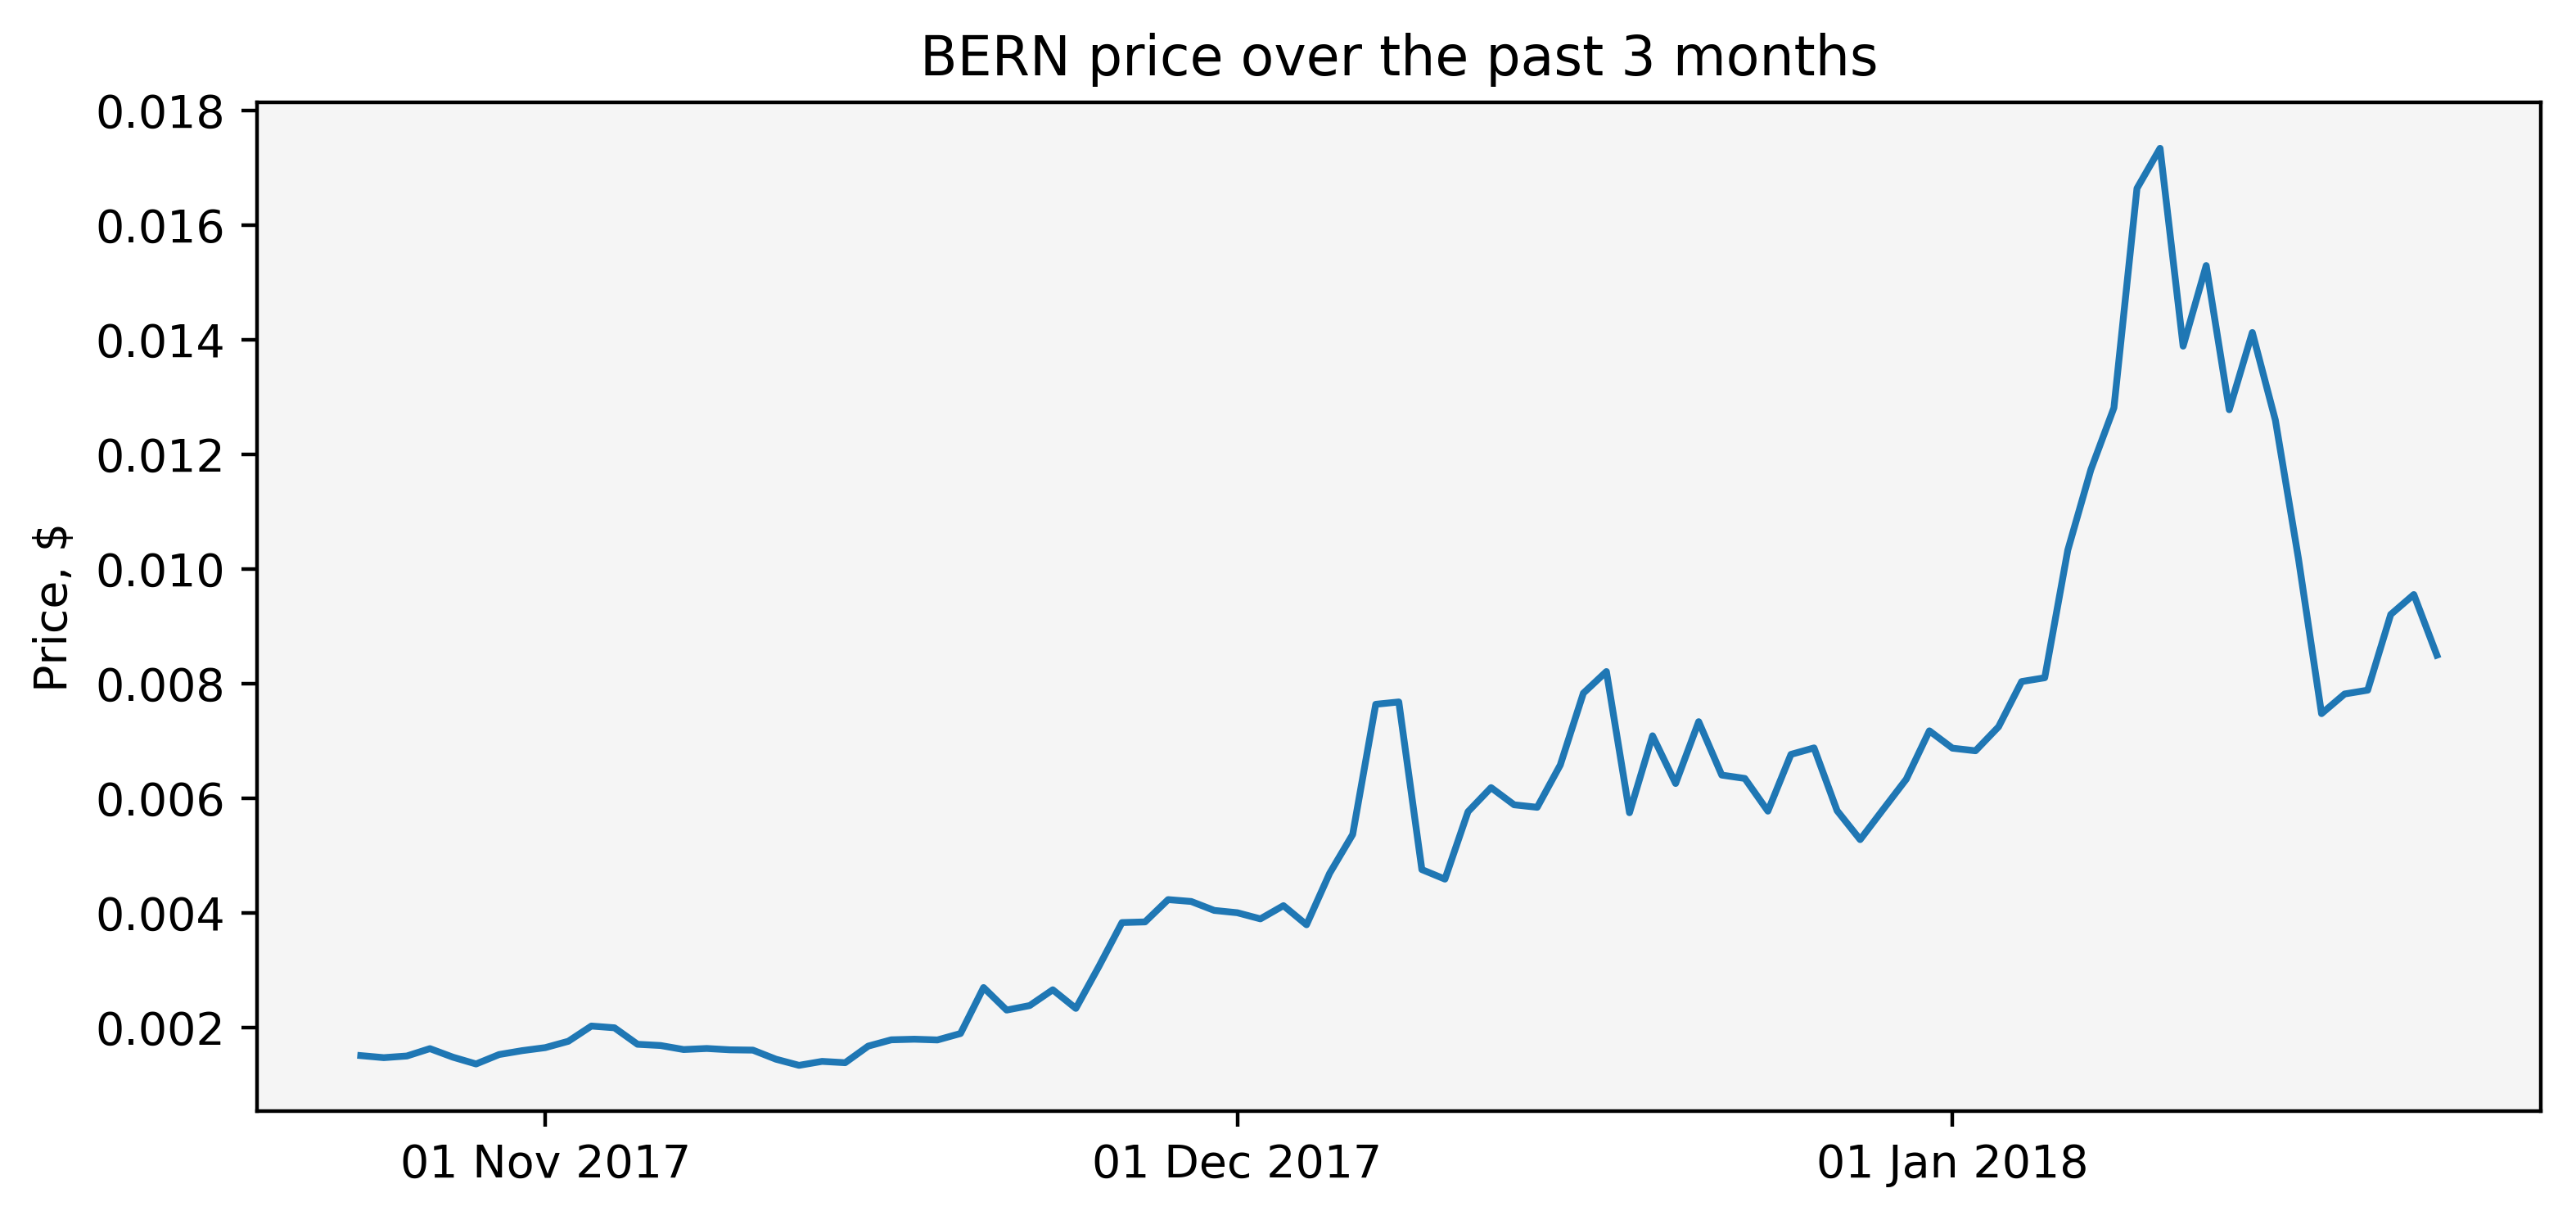 BERN price over the past 3 months
Price, $
0.018
0.016
0.014
0.012
0.010
0.008
0.006
0.004
0.002
01 Nov 2017
01 Dec 2017
01 Jan 2018